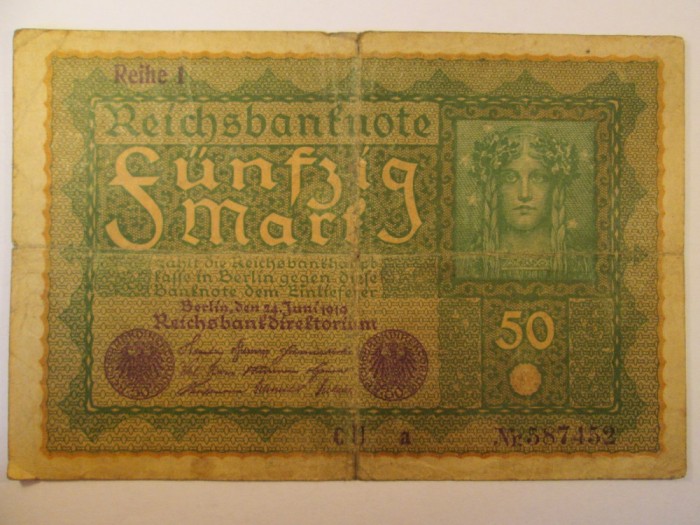 Reihe 1
Reichsbanknote
Fünfzig
Mark
zahlt die Reichsbankhaupt
kasse in Berlin gegen diese
Banknote dem Einlieferer
Berlin, den 24. Juni 1919
Reichsbankdirektorium
50
C U a Nr. 587452